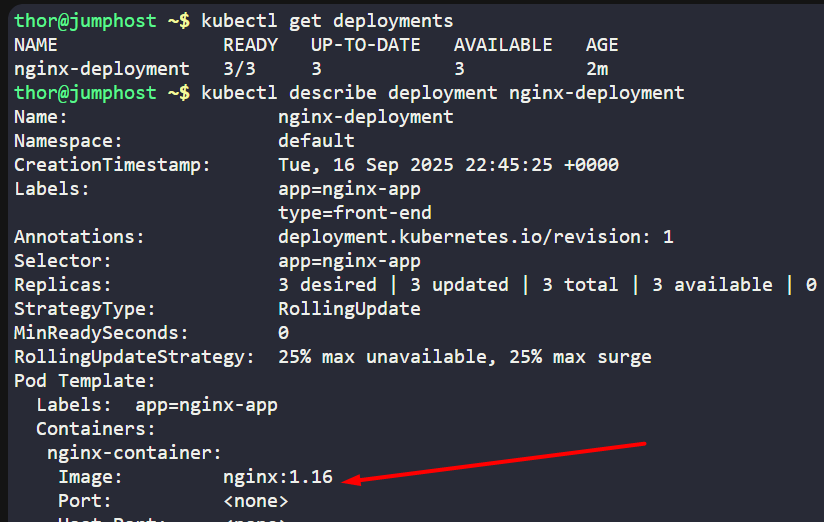 thor@jumphost ~$ kubectl get deployments
NAME               READY   UP-TO-DATE   AVAILABLE   AGE
nginx-deployment   3/3     3            3           2m
thor@jumphost ~$ kubectl describe deployment nginx-deployment
Name:                   nginx-deployment
Namespace:              default
CreationTimestamp:      Tue, 16 Sep 2025 22:45:25 +0000
Labels:                 app=nginx-app
                        type=front-end
Annotations:            deployment.kubernetes.io/revision: 1
Selector:               app=nginx-app
Replicas:               3 desired | 3 updated | 3 total | 3 available | 0
StrategyType:           RollingUpdate
MinReadySeconds:        0
RollingUpdateStrategy:  25% max unavailable, 25% max surge
Pod Template:
  Labels:  app=nginx-app
  Containers:
   nginx-container:
    Image:         nginx:1.16
    Port:          <none>
    Host Port:     <none>